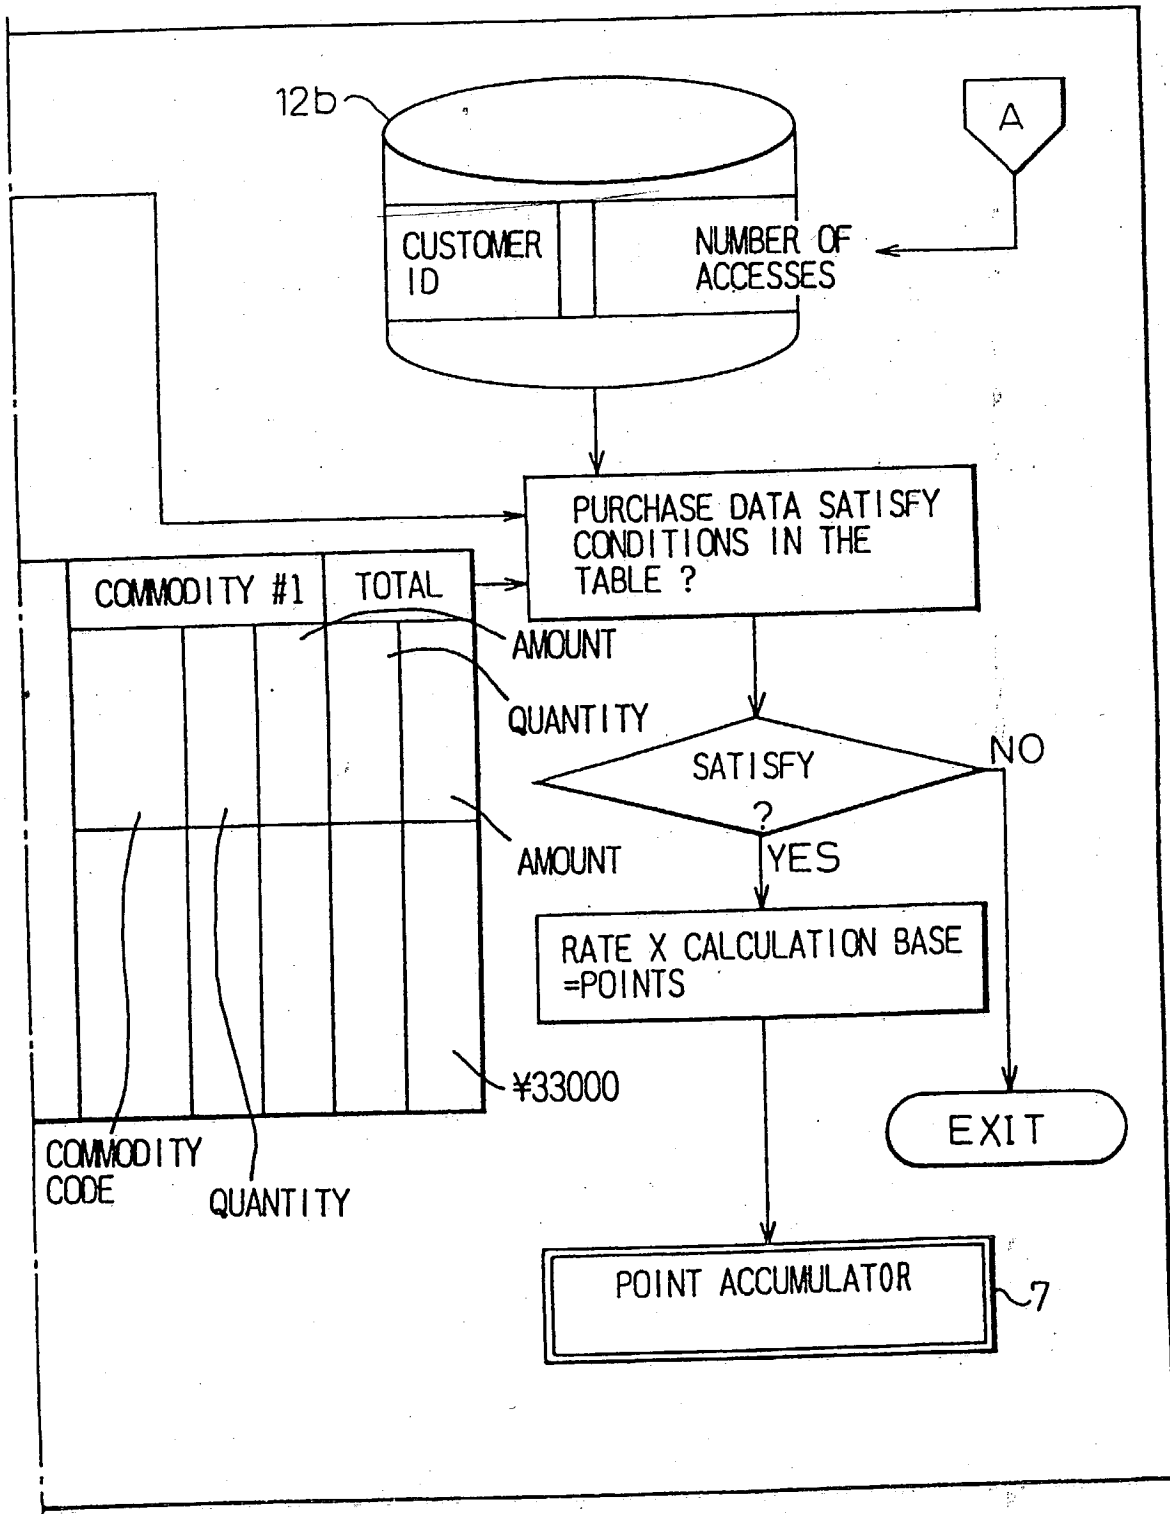 12b
A
CUSTOMER
ID
NUMBER OF
ACCESSES
PURCHASE DATA SATISFY
CONDITIONS IN THE
TABLE ?
COMMODITY #1
TOTAL
AMOUNT
QUANTITY
SATISFY
?
NO
YES
AMOUNT
RATE X CALCULATION BASE
=POINTS
¥33000
EXIT
COMMODITY
CODE
QUANTITY
POINT ACCUMULATOR
7